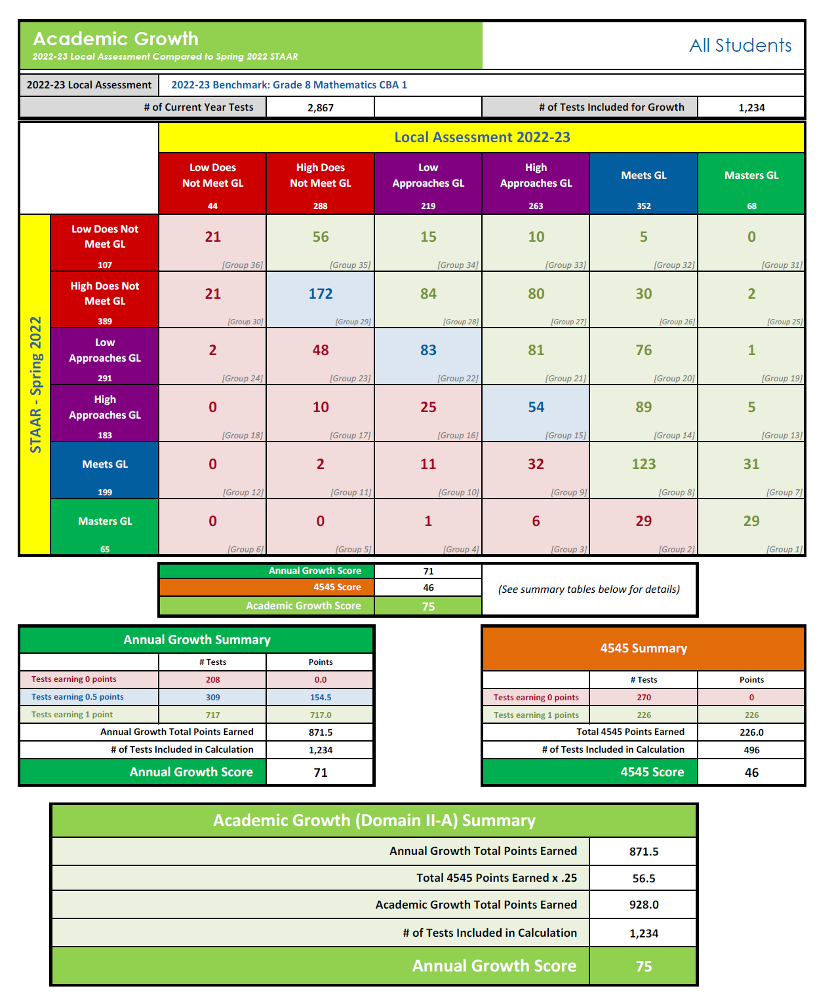 Academic Growth
2022-23 Local Assessment Compared to Spring 2022 STAAR
All Students
2022-23 Local Assessment 2022-23 Benchmark: Grade 8 Mathematics CBA 1
# of Current Year Tests 2,867 # of Tests Included for Growth 1,234
Local Assessment 2022-23
Low Does High Does Low High Meets GL Masters GL
Not Meet GL Not Meet GL Approaches GL Approaches GL
44 288 219 263 352 68
STAAR - Spring 2022
Low Does Not
Meet GL
107
21 56 15 10 5 0
[Group 36] [Group 35] [Group 34] [Group 33] [Group 32] [Group 31]
High Does Not
Meet GL
389
21 172 84 80 30 2
[Group 30] [Group 29] [Group 28] [Group 27] [Group 26] [Group 25]
Low
Approaches GL
291
2 48 83 81 76 1
[Group 24] [Group 23] [Group 22] [Group 21] [Group 20] [Group 19]
High
Approaches GL
183
0 10 25 54 89 5
[Group 18] [Group 17] [Group 16] [Group 15] [Group 14] [Group 13]
Meets GL
199
0 2 11 32 123 31
[Group 12] [Group 11] [Group 10] [Group 9] [Group 8] [Group 7]
Masters GL
65
0 0 1 6 29 29
[Group 6] [Group 5] [Group 4] [Group 3] [Group 2] [Group 1]
Annual Growth Score 71
4545 Score 46
Academic Growth Score 75
(See summary tables below for details)
Annual Growth Summary
# Tests Points
Tests earning 0 points 208 0.0
Tests earning 0.5 points 309 154.5
Tests earning 1 point 717 717.0
Annual Growth Total Points Earned 871.5
# of Tests Included in Calculation 1,234
Annual Growth Score 71
4545 Summary
# Tests Points
Tests earning 0 points 270 0
Tests earning 1 points 226 226
Total 4545 Points Earned 226.0
# of Tests Included in Calculation 496
4545 Score 46
Academic Growth (Domain II-A) Summary
Annual Growth Total Points Earned 871.5
Total 4545 Points Earned x .25 56.5
Academic Growth Total Points Earned 928.0
# of Tests Included in Calculation 1,234
Annual Growth Score 75